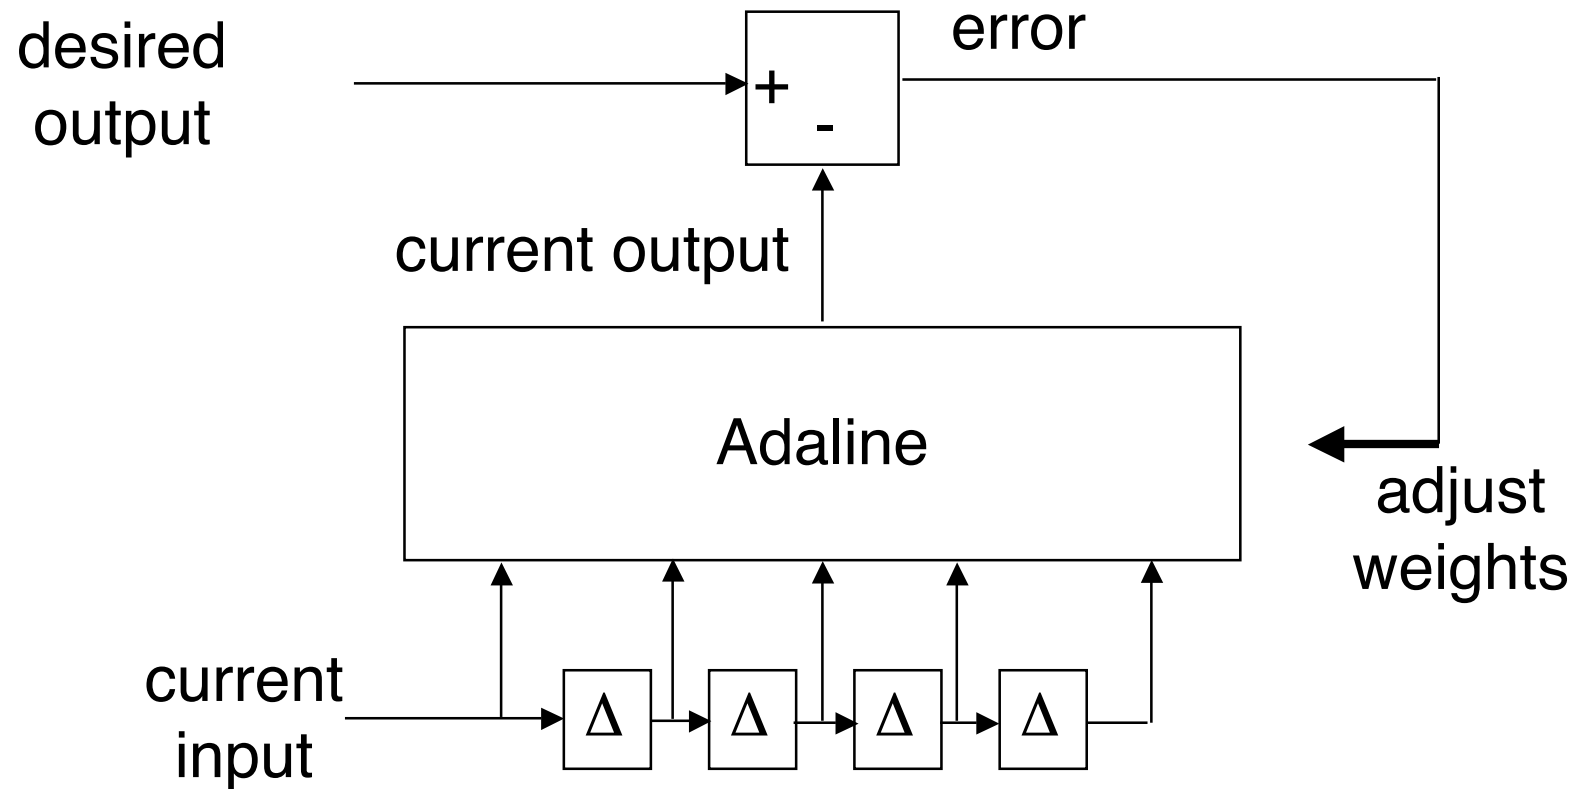 desired
output
error
+
-
current output
Adaline
adjust
weights
current
input
Δ Δ Δ Δ